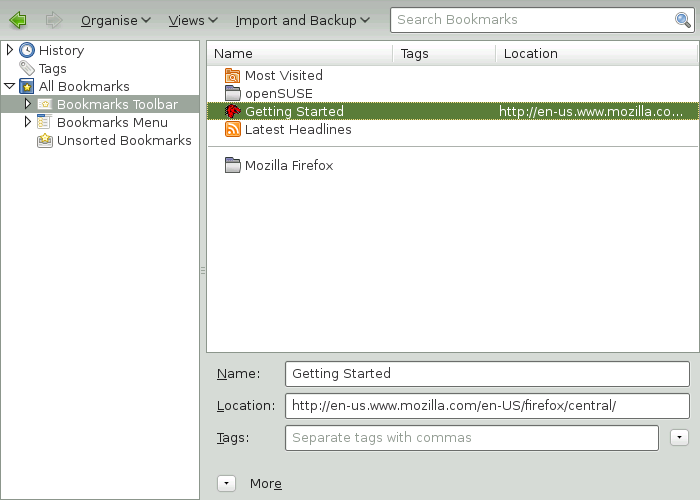 Organise Views Import and Backup Search Bookmarks
History
Tags
All Bookmarks
Bookmarks Toolbar
Bookmarks Menu
Unsorted Bookmarks
Name Tags Location
Most Visited
openSUSE
Getting Started http://en-us.www.mozilla.co...
Latest Headlines
Mozilla Firefox
Name: Getting Started
Location: http://en-us.www.mozilla.com/en-US/firefox/central/
Tags: Separate tags with commas
More